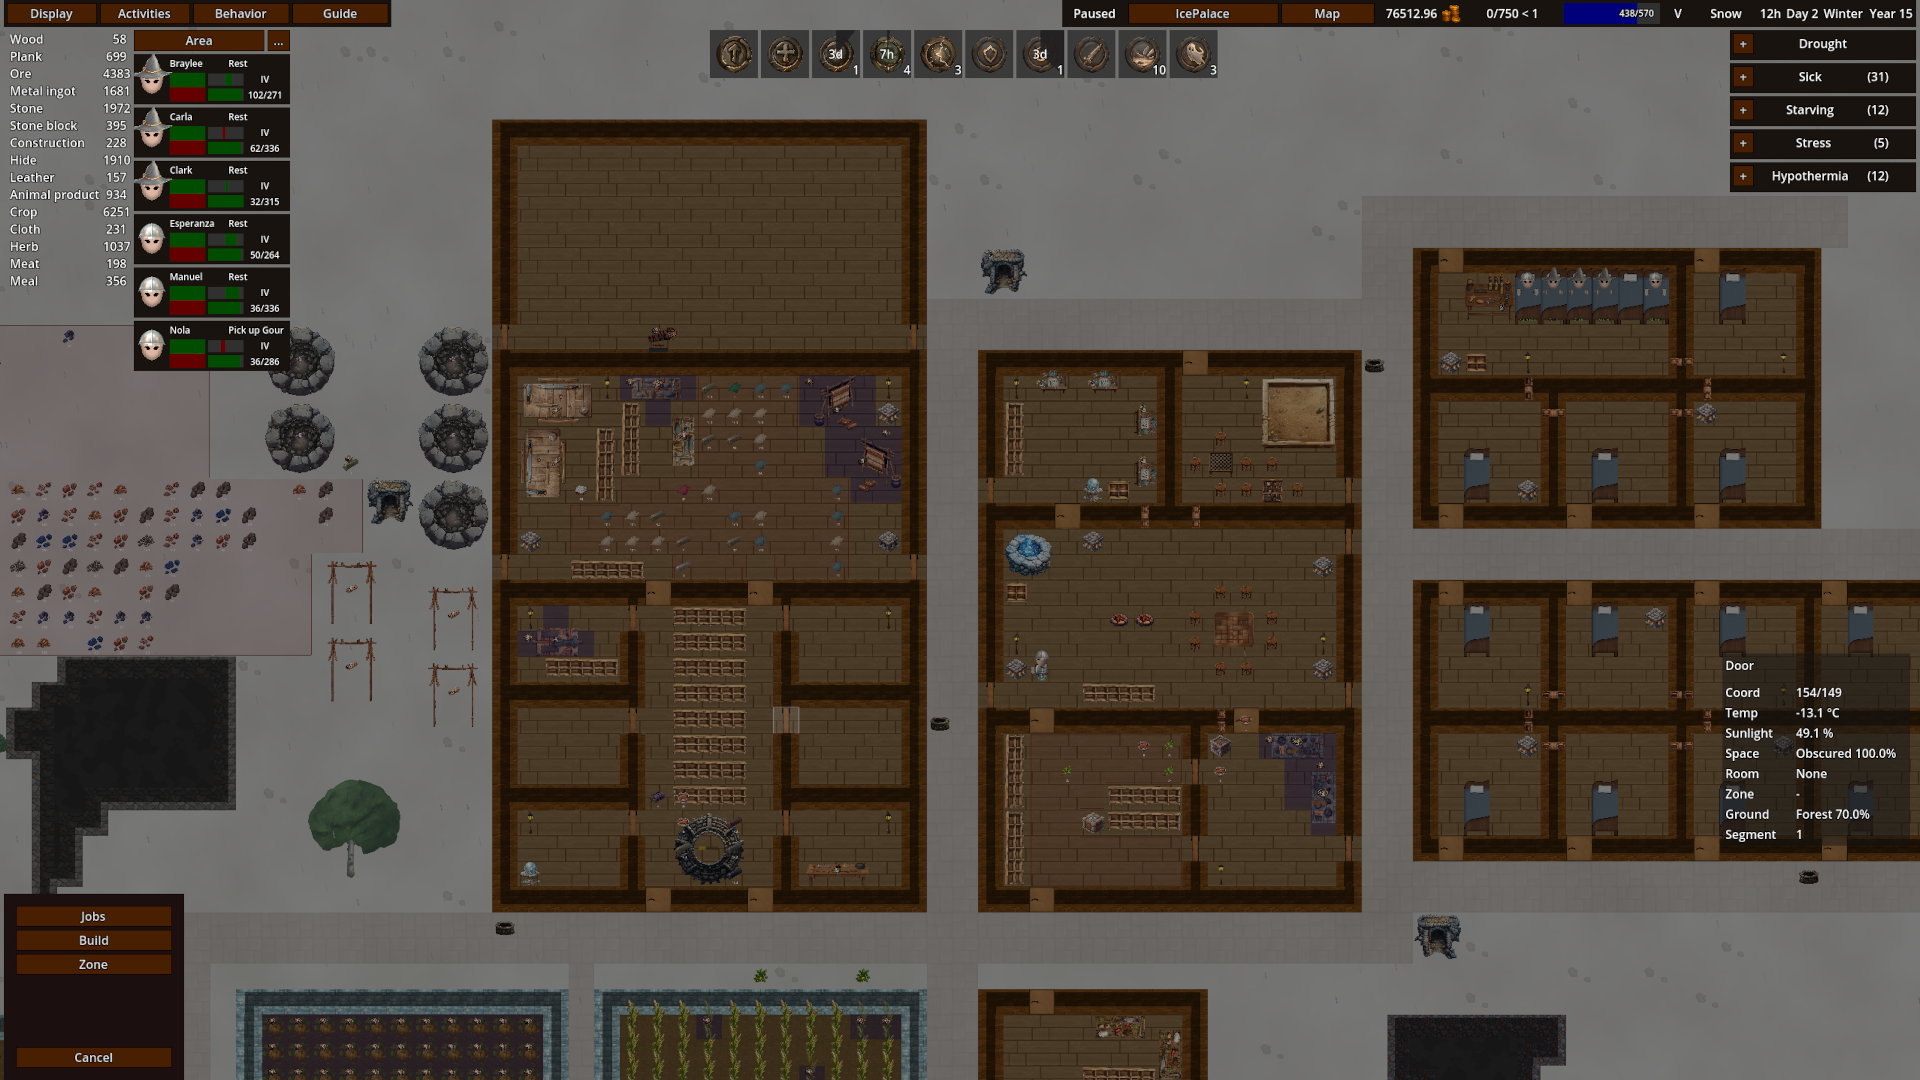 Display Activities Behavior Guide
Paused IcePalace Map 76512.96 0/750 < 1 438/570 V Snow 12h Day 2 Winter Year 15
Wood 58
Plank 699
Ore 4383
Metal ingot 1681
Stone 1972
Stone block 395
Construction 228
Hide 1910
Leather 157
Animal product 934
Crop 6251
Cloth 231
Herb 1037
Meat 198
Meal 356
Area ...
Braylee Rest
IV
102/271
Carla Rest
IV
62/336
Clark Rest
IV
32/315
Esperanza Rest
IV
50/264
Manuel Rest
IV
36/336
Nola Pick up Gour
IV
36/286
3d 1
7h 4
3
3d 1
10
3
+ Drought
+ Sick (31)
+ Starving (12)
+ Stress (5)
+ Hypothermia (12)
Door
Coord 154/149
Temp -13.1 °C
Sunlight 49.1 %
Space Obscured 100.0%
Room None
Zone -
Ground Forest 70.0%
Segment 1
Jobs
Build
Zone
Cancel